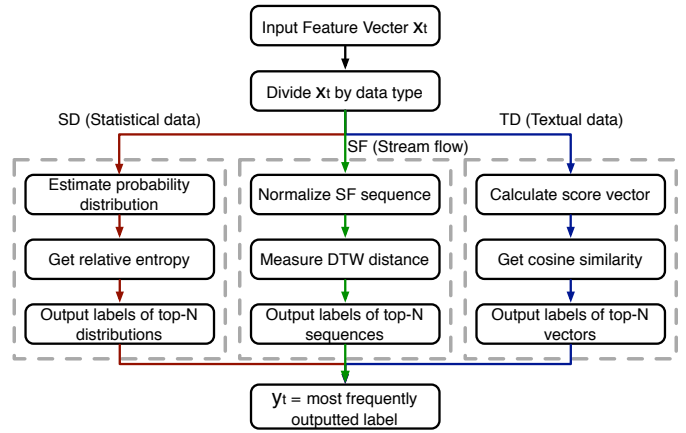 Input Feature Vecter xt
Divide xt by data type
SD (Statistical data)
SF (Stream flow)
TD (Textual data)
Estimate probability
distribution
Get relative entropy
Output labels of top-N
distributions
Normalize SF sequence
Measure DTW distance
Output labels of top-N
sequences
Calculate score vector
Get cosine similarity
Output labels of top-N
vectors
yt = most frequently
outputted label